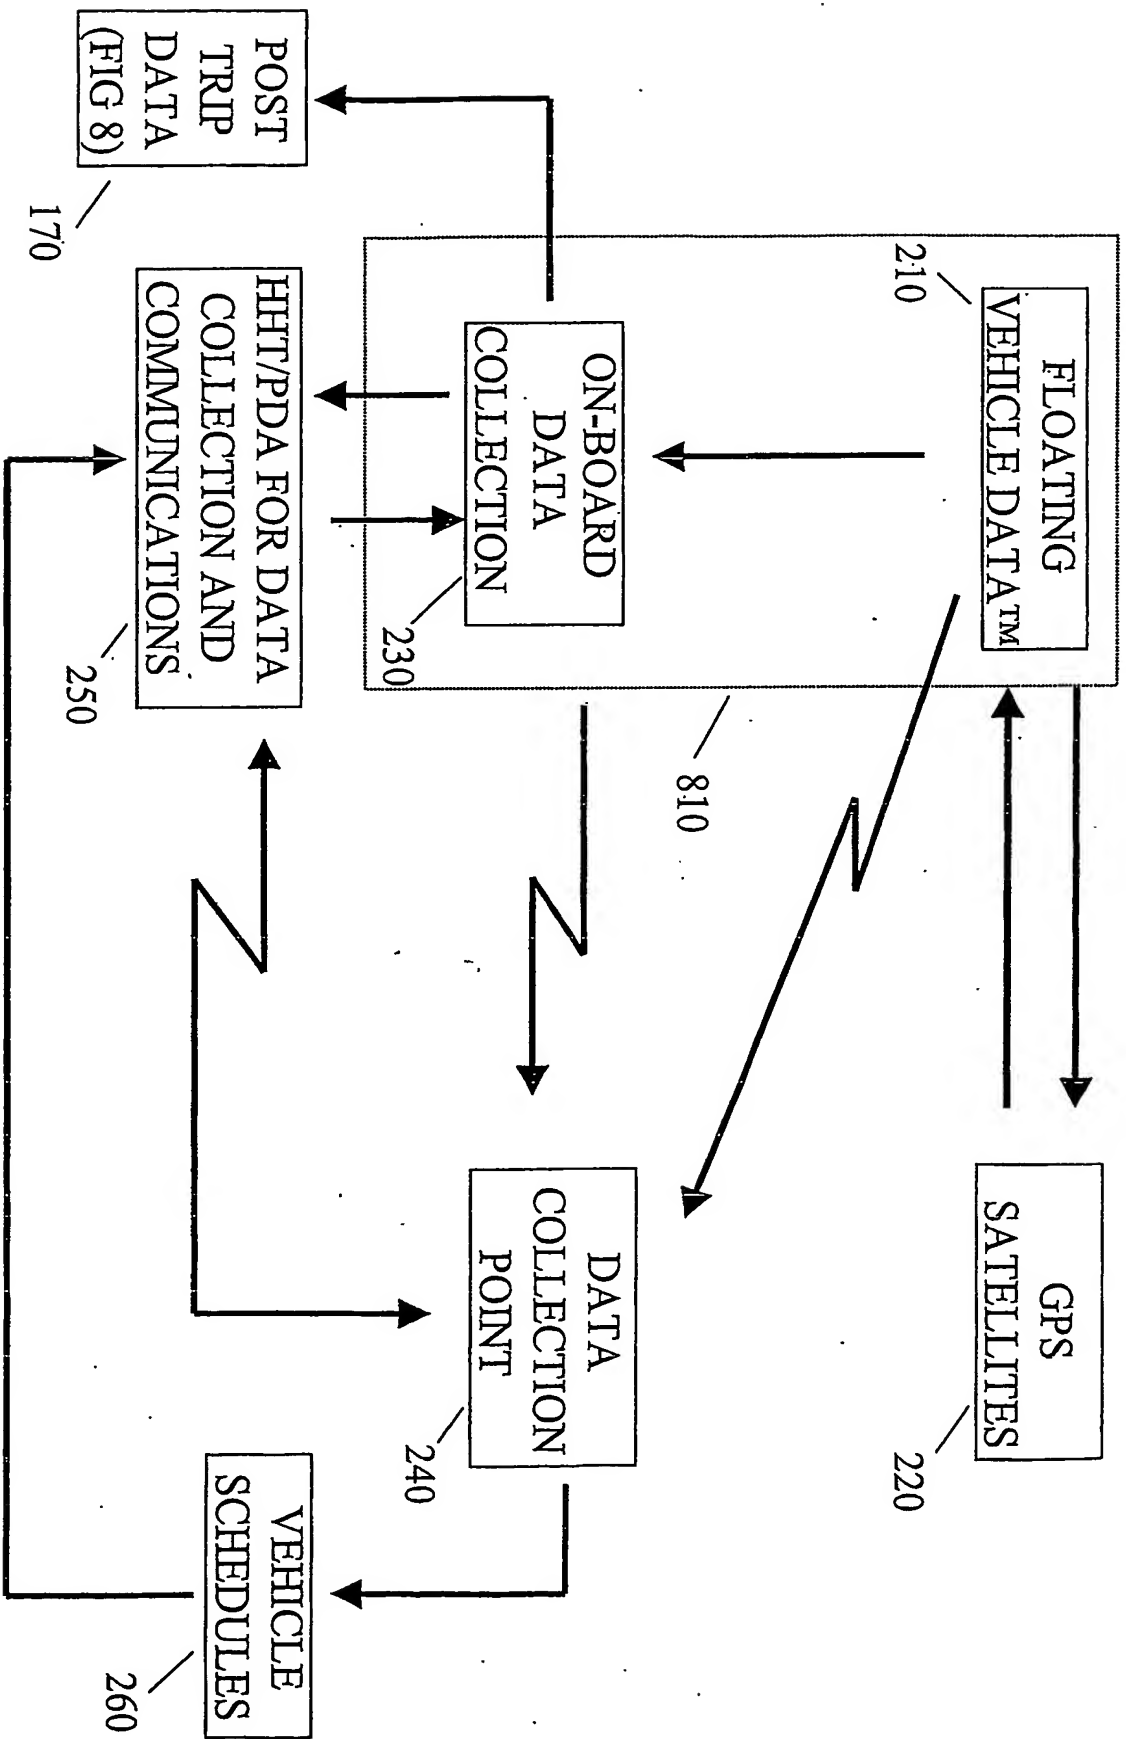 FLOATING
VEHICLE DATA™
210
GPS
SATELLITES
220
810
ON-BOARD
DATA
COLLECTION
230
DATA
COLLECTION
POINT
240
POST
TRIP
DATA
(FIG 8)
170
HHT/PDA FOR DATA
COLLECTION AND
COMMUNICATIONS
250
VEHICLE
SCHEDULES
260